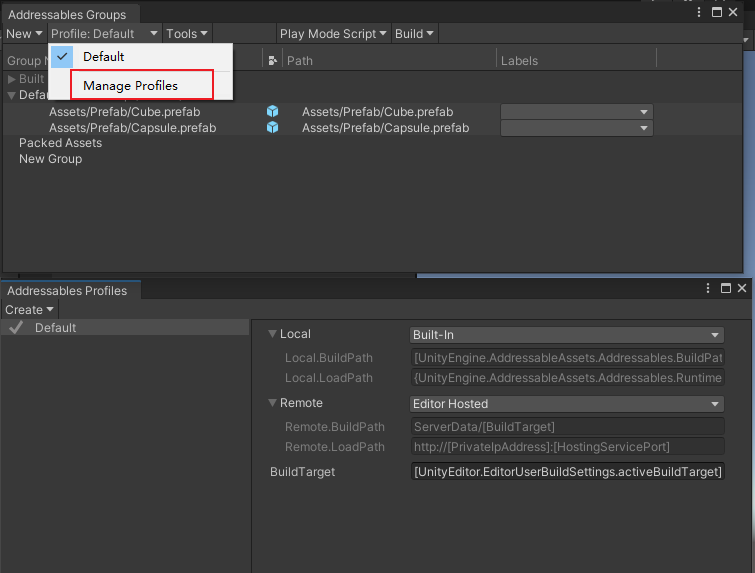 Addressables Groups
New Profile: Default Tools Play Mode Script Build
Default
Manage Profiles
Group N Path Labels
Built
Defau
Assets/Prefab/Cube.prefab Assets/Prefab/Cube.prefab
Assets/Prefab/Capsule.prefab Assets/Prefab/Capsule.prefab
Packed Assets
New Group
Addressables Profiles
Create
Default
Local Built-In
Local.BuildPath [UnityEngine.AddressableAssets.Addressables.BuildPat
Local.LoadPath {UnityEngine.AddressableAssets.Addressables.Runtime
Remote Editor Hosted
Remote.BuildPath ServerData/[BuildTarget]
Remote.LoadPath http://[PrivateIpAddress]:[HostingServicePort]
BuildTarget [UnityEditor.EditorUserBuildSettings.activeBuildTarget]